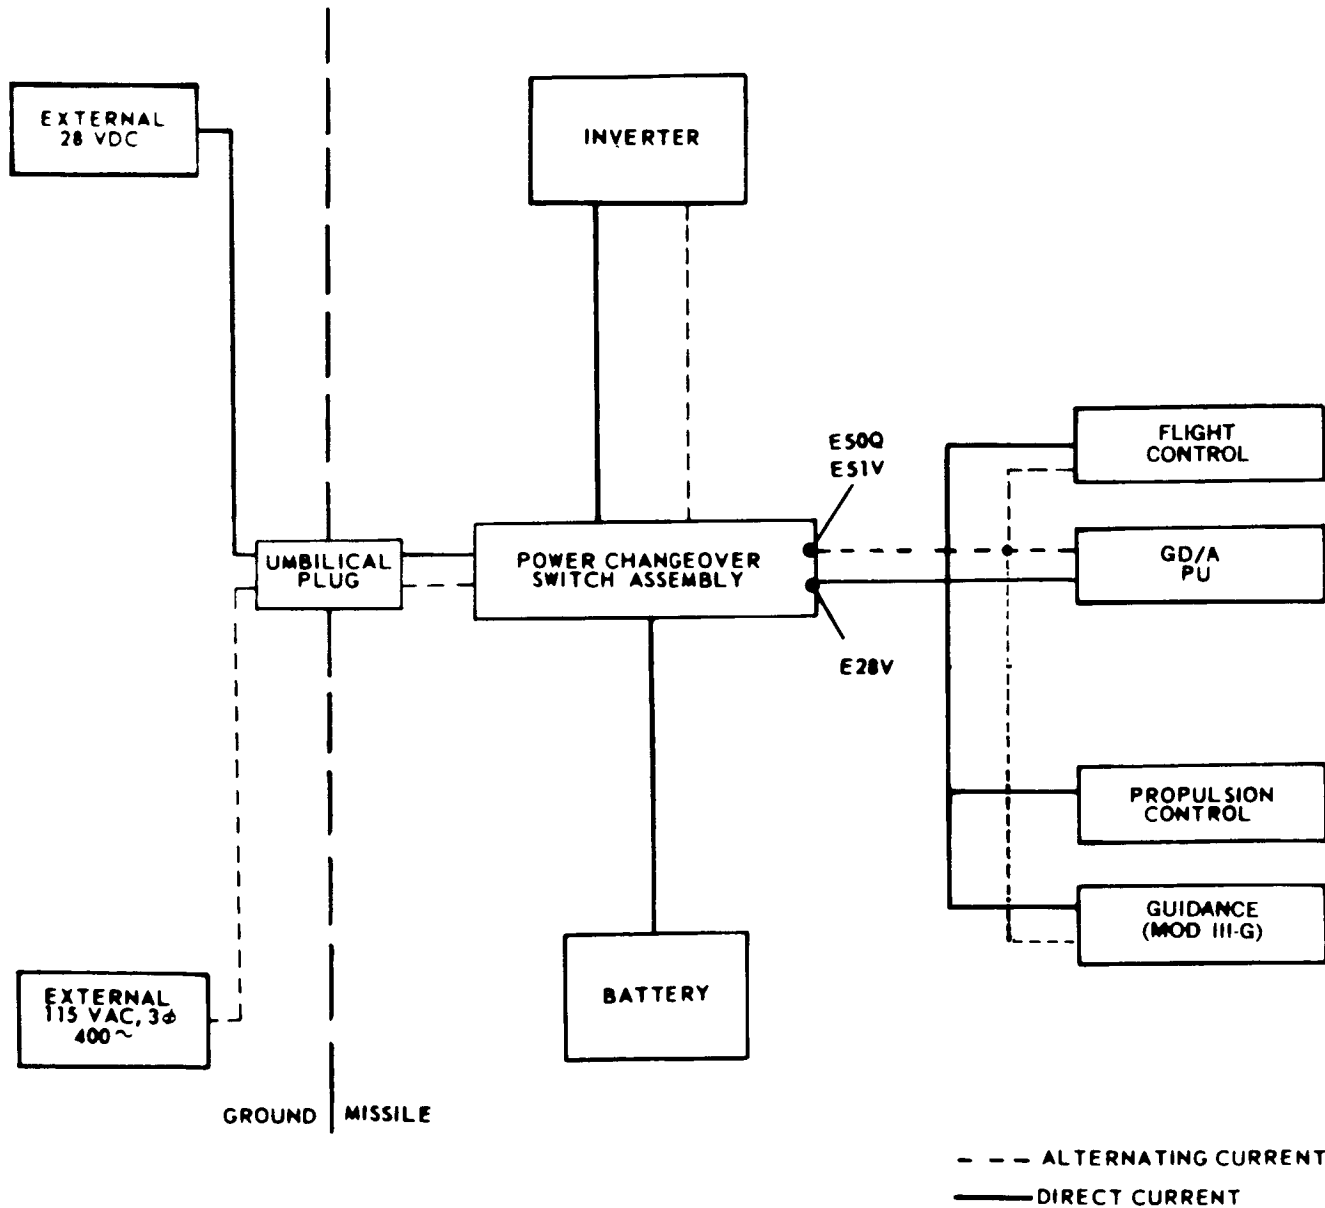 EXTERNAL
28 VDC
INVERTER
E50Q
E51V
FLIGHT
CONTROL
UMBILICAL
PLUG
POWER CHANGEOVER
SWITCH ASSEMBLY
GD/A
PU
E28V
PROPULSION
CONTROL
GUIDANCE
(MOD III-G)
BATTERY
EXTERNAL
115 VAC, 3ϕ
400~
GROUND
MISSILE
ALTERNATING CURRENT
DIRECT CURRENT